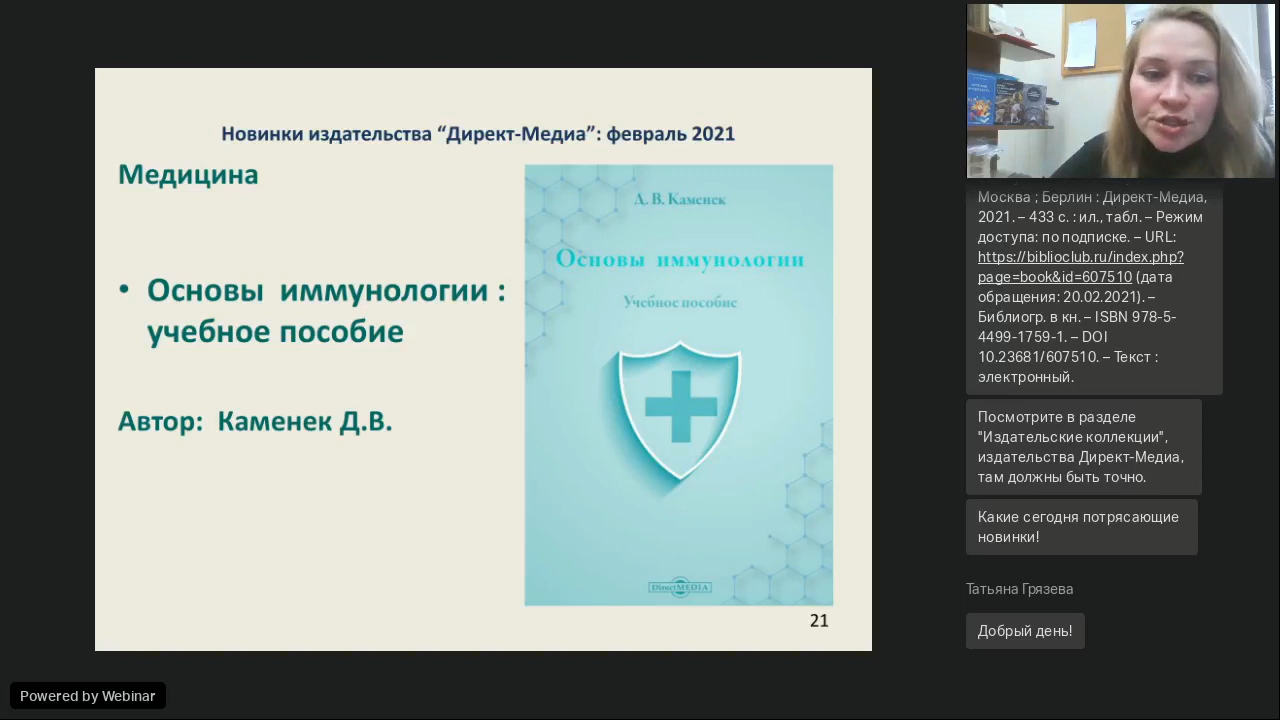 Новинки издательства “Директ-Медиа”: февраль 2021
Медицина
• Основы иммунологии :
учебное пособие
Автор: Каменек Д.В.
Д. В. Каменек
Основы иммунологии
Учебное пособие
DirectMEDIA
21
Москва ; Берлин : Директ-Медиа,
2021. – 433 с. : ил., табл. – Режим
доступа: по подписке. – URL:
https://biblioclub.ru/index.php?
page=book&id=607510 (дата
обращения: 20.02.2021). –
Библиогр. в кн. – ISBN 978-5-
4499-1759-1. – DOI
10.23681/607510. – Текст :
электронный.
Посмотрите в разделе
"Издательские коллекции",
издательства Директ-Медиа,
там должны быть точно.
Какие сегодня потрясающие
новинки!
Татьяна Грязева
Добрый день!
Powered by Webinar